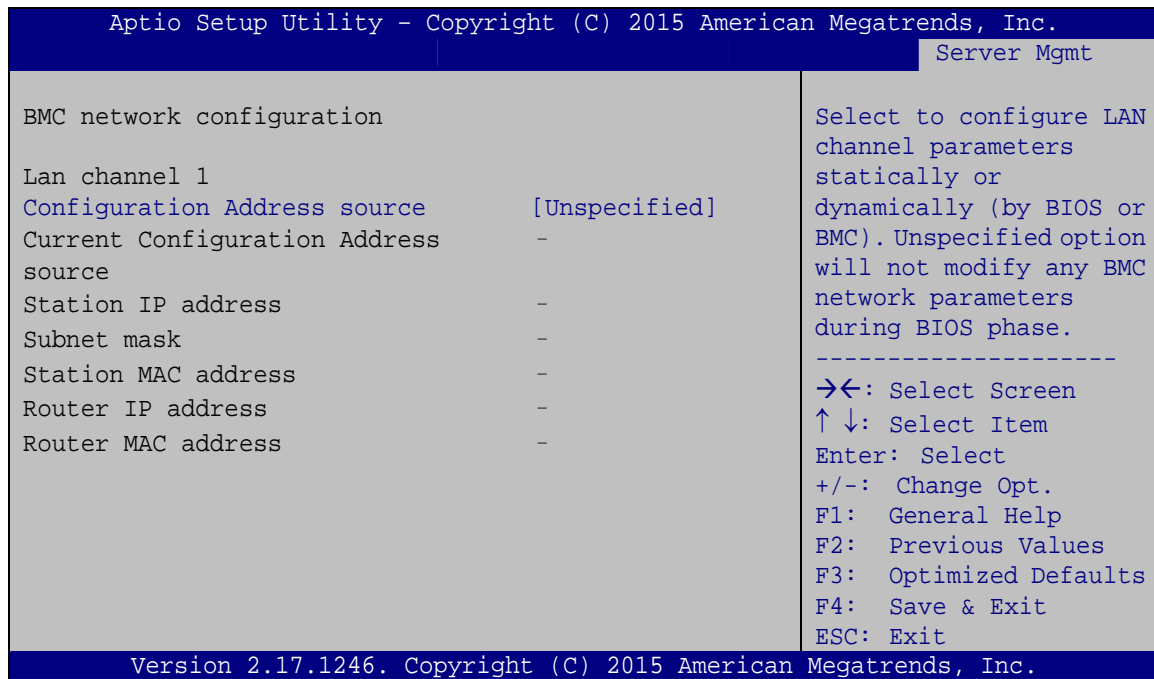 Aptio Setup Utility – Copyright (C) 2015 American Megatrends, Inc.
Server Mgmt
BMC network configuration
Lan channel 1
Configuration Address source [Unspecified]
Current Configuration Address –
source
Station IP address –
Subnet mask –
Station MAC address –
Router IP address –
Router MAC address –
Select to configure LAN
channel parameters
statically or
dynamically (by BIOS or
BMC). Unspecified option
will not modify any BMC
network parameters
during BIOS phase.
----------------------
→←: Select Screen
↑ ↓: Select Item
Enter: Select
+/-: Change Opt.
F1: General Help
F2: Previous Values
F3: Optimized Defaults
F4: Save & Exit
ESC: Exit
Version 2.17.1246. Copyright (C) 2015 American Megatrends, Inc.